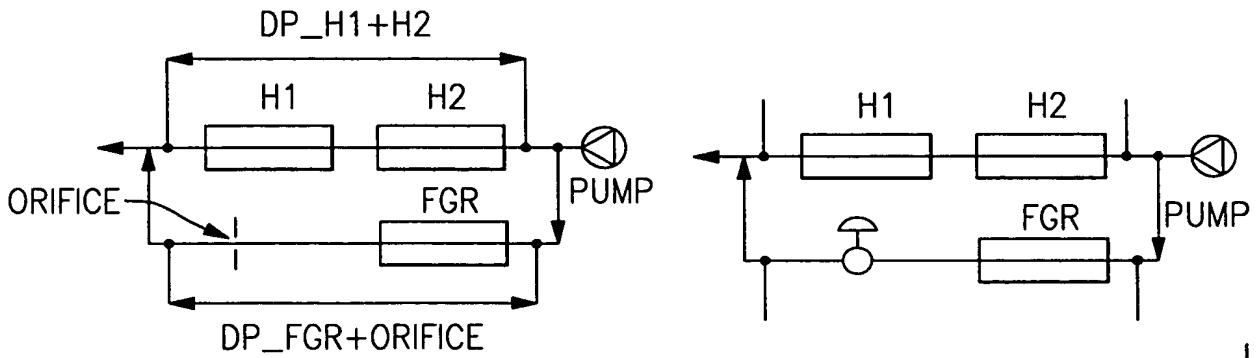 DP_H1+H2
H1
H2
PUMP
ORIFICE
FGR
DP_FGR+ORIFICE
H1
H2
PUMP
FGR